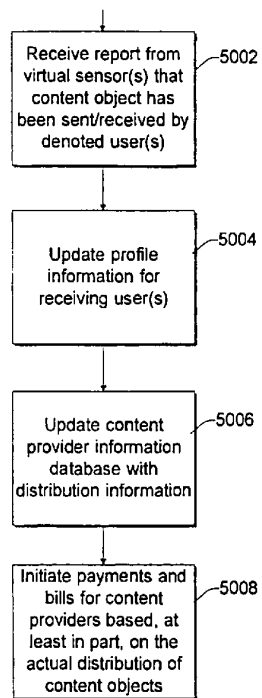 Receive report from
virtual sensor(s) that
content object has
been sent/received by
denoted user(s)
5002
Update profile
information for
receiving user(s)
5004
Update content
provider information
database with
distribution information
5006
Initiate payments and
bills for content
providers based, at
least in part, on the
actual distribution of
content objects
5008